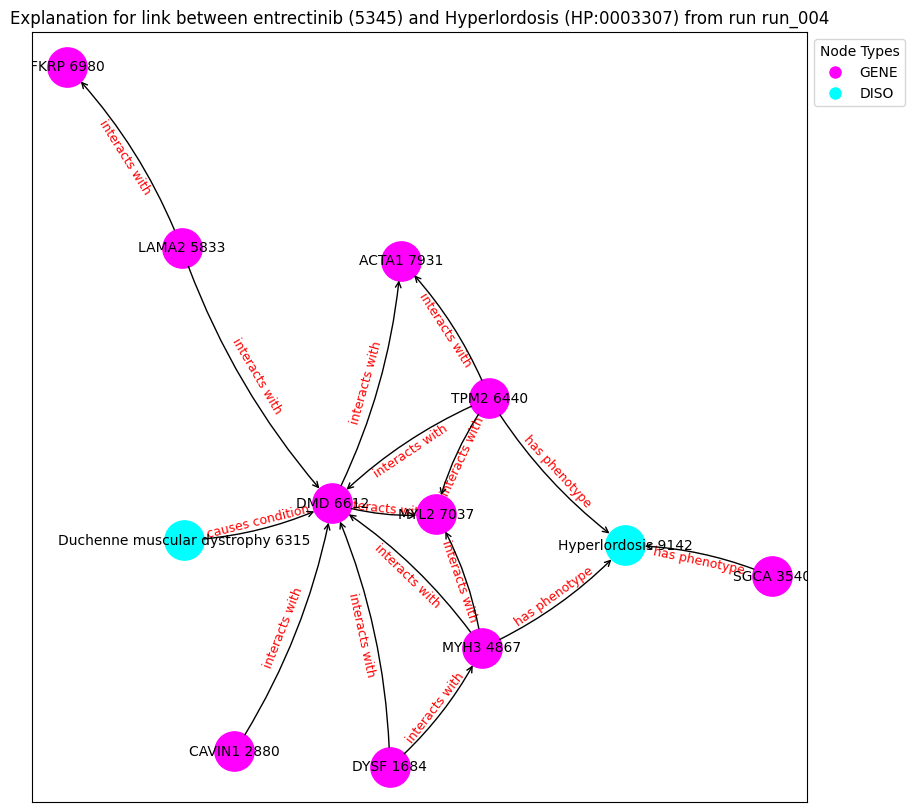 Explanation for link between entrectinib (5345) and Hyperlordosis (HP:0003307) from run run_004
Node Types
GENE
DISO
FKRP 6980
interacts with
LAMA2 5833
ACTA1 7931
interacts with
interacts with
interacts with
TPM2 6440
interacts with
interacts with
has phenotype
DMD 6612
MYL2 7037
causes condition
Duchenne muscular dystrophy 6315
Hyperlordosis 9142
has phenotype
SGCA 3540
interacts with
interacts with
has phenotype
interacts with
interacts with
MYH3 4867
interacts with
CAVIN1 2880
DYSF 1684